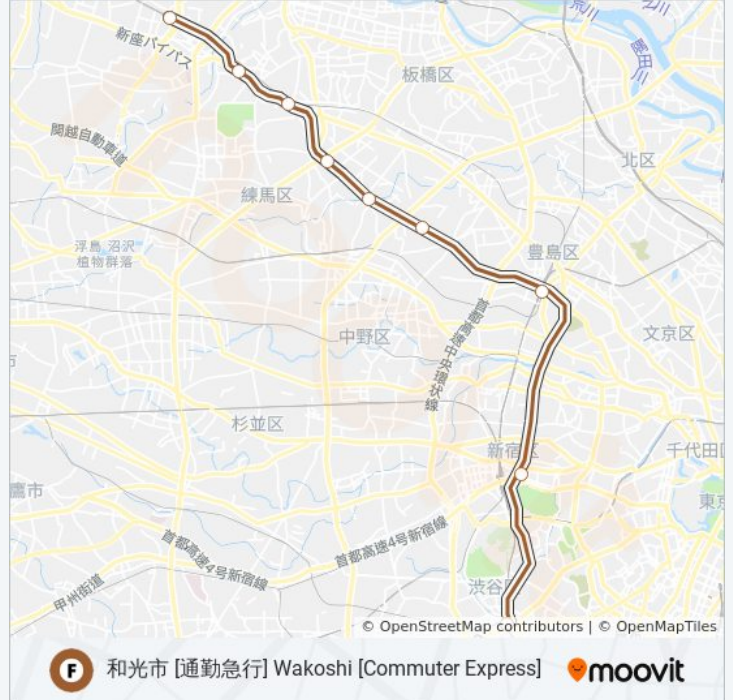 荒川
石川
新座バイパス
隅田川
板橋区
関越自動車道
北区
練馬区
浮島 沼沢
植物群落
豊島区
首都高速中央環状線
文京区
中野区
市
杉並区
新宿区
千代田区
鷹市
東京
首都高速4号新宿線
首都高速4号新宿線
甲州街道
渋谷区
© OpenStreetMap contributors | © OpenMapTiles
F
和光市 [通勤急行] Wakoshi [Commuter Express]
moovit